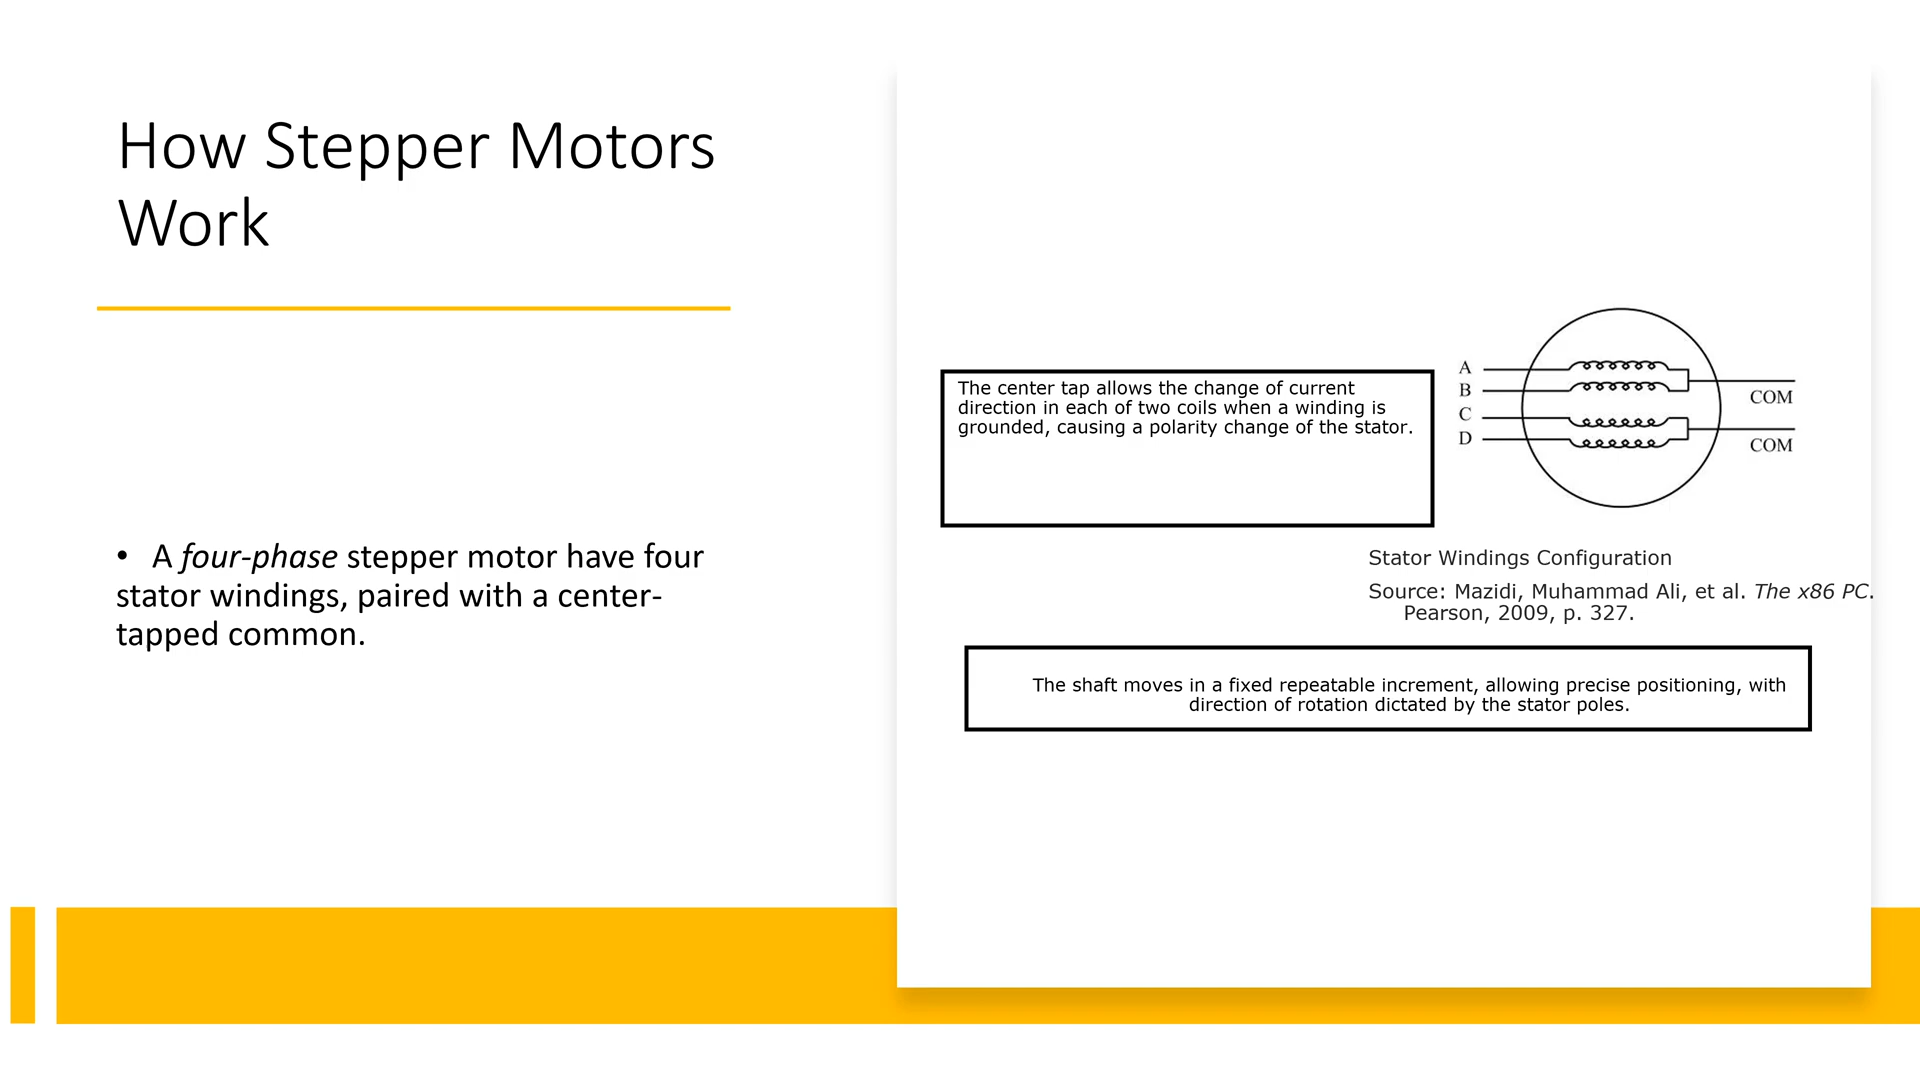 How Stepper Motors
Work
• A four-phase stepper motor have four
stator windings, paired with a center-
tapped common.
The center tap allows the change of current
direction in each of two coils when a winding is
grounded, causing a polarity change of the stator.
A
B
C
D
COM
COM
Stator Windings Configuration
Source: Mazidi, Muhammad Ali, et al. The x86 PC.
Pearson, 2009, p. 327.
The shaft moves in a fixed repeatable increment, allowing precise positioning, with
direction of rotation dictated by the stator poles.